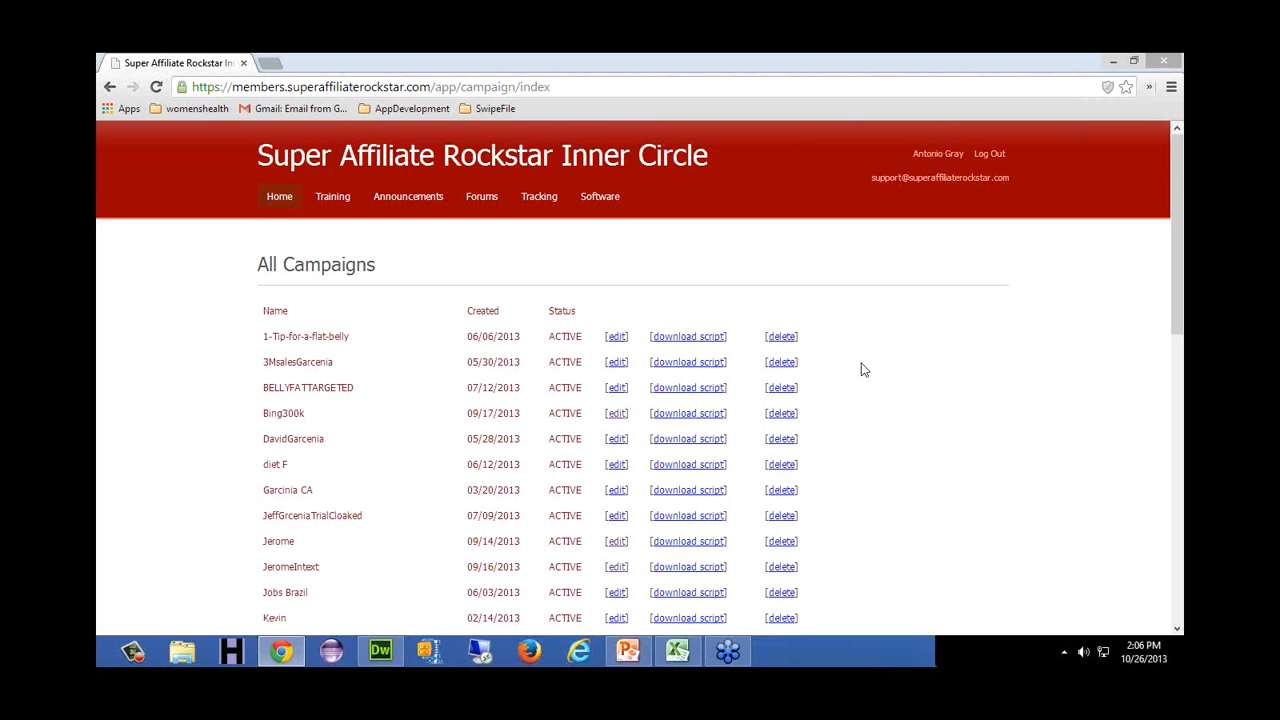 Super Affiliate Rockstar In
https://members.superaffiliaterockstar.com/app/campaign/index
Apps womenshealth Gmail: Email from G... AppDevelopment SwipeFile
Super Affiliate Rockstar Inner Circle
Antonio Gray Log Out
support@superaffiliaterockstar.com
Home Training Announcements Forums Tracking Software
All Campaigns
Name Created Status
1-Tip-for-a-flat-belly 06/06/2013 ACTIVE [edit] [download script] [delete]
3MsalesGarcenia 05/30/2013 ACTIVE [edit] [download script] [delete]
BELLYFATTARGETED 07/12/2013 ACTIVE [edit] [download script] [delete]
Bing300k 09/17/2013 ACTIVE [edit] [download script] [delete]
DavidGarcenia 05/28/2013 ACTIVE [edit] [download script] [delete]
diet F 06/12/2013 ACTIVE [edit] [download script] [delete]
Garcinia CA 03/20/2013 ACTIVE [edit] [download script] [delete]
JeffGrceniaTrialCloaked 07/09/2013 ACTIVE [edit] [download script] [delete]
Jerome 09/14/2013 ACTIVE [edit] [download script] [delete]
JeromeIntext 09/16/2013 ACTIVE [edit] [download script] [delete]
Jobs Brazil 06/03/2013 ACTIVE [edit] [download script] [delete]
Kevin 02/14/2013 ACTIVE [edit] [download script] [delete]
H Dw
2:06 PM
10/26/2013